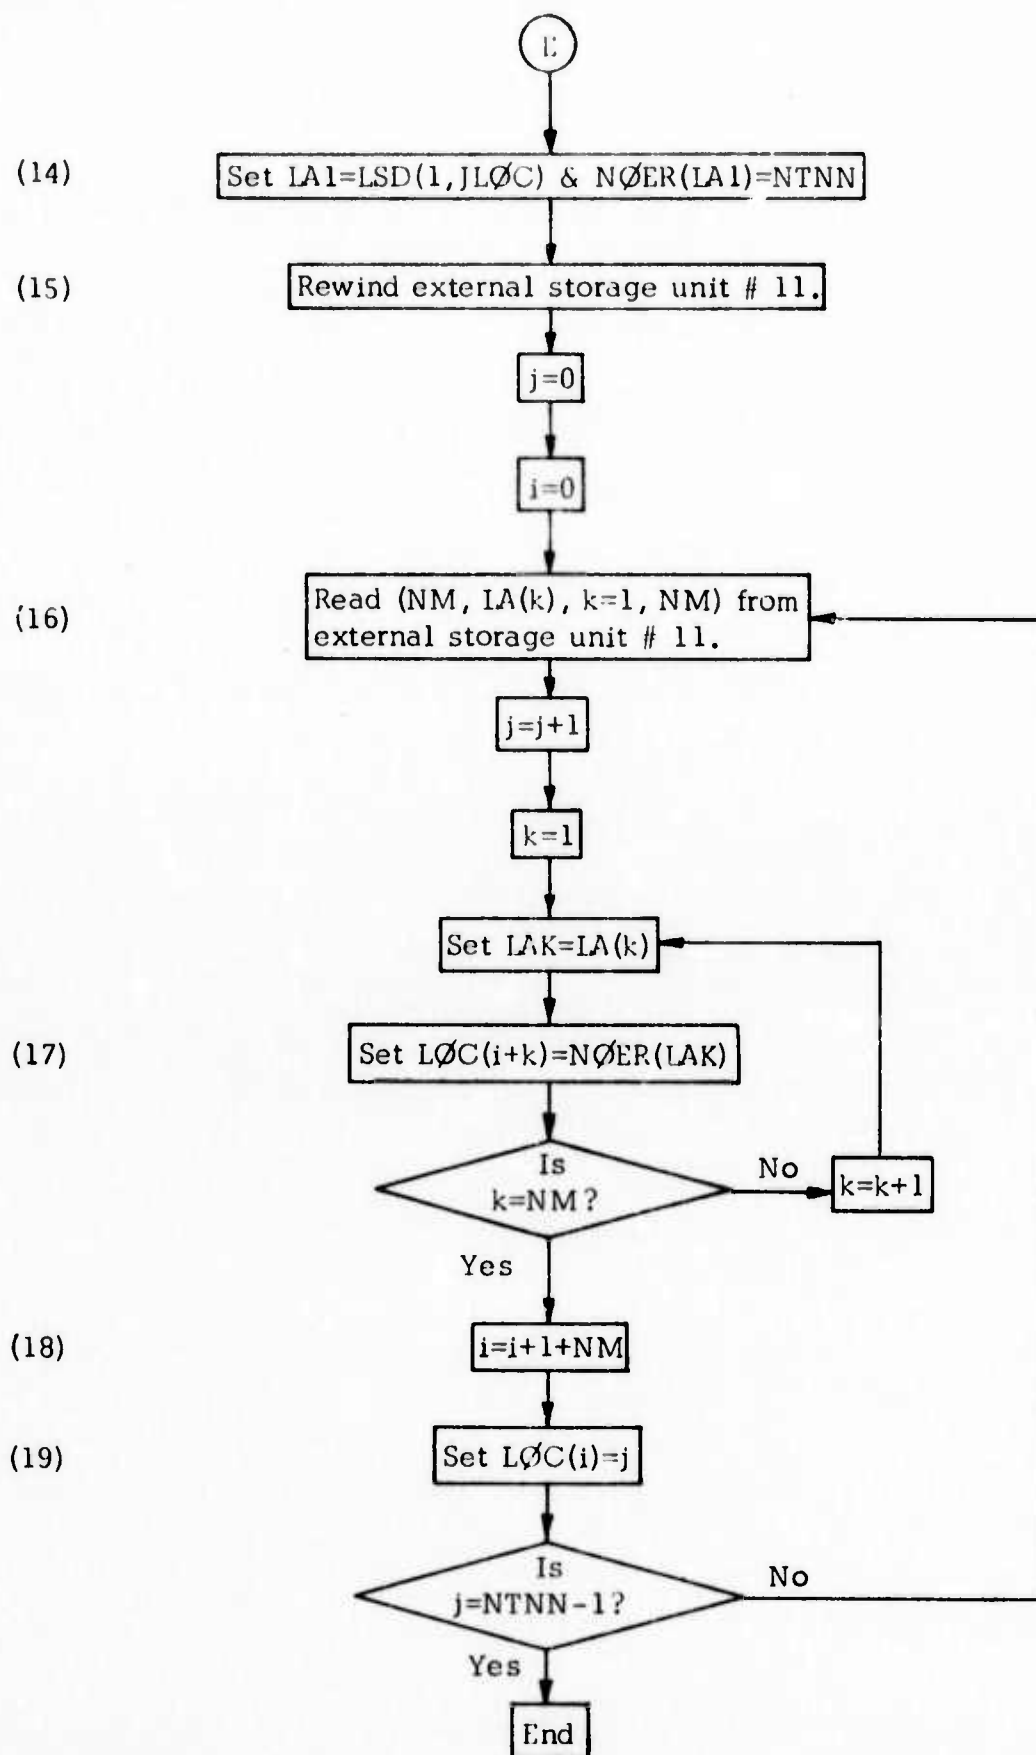 E
(14) Set LA1=LSD(1,JLØC) & NØER(LA1)=NTNN
(15) Rewind external storage unit # 11.
j=0
i=0
(16) Read (NM, LA(k), k=1, NM) from
external storage unit # 11.
j=j+1
k=1
Set LAK=LA(k)
(17) Set LØC(i+k)=NØER(LAK)
Is
k=NM?
No
k=k+1
Yes
(18) i=i+1+NM
(19) Set LØC(i)=j
Is
j=NTNN-1?
No
Yes
End